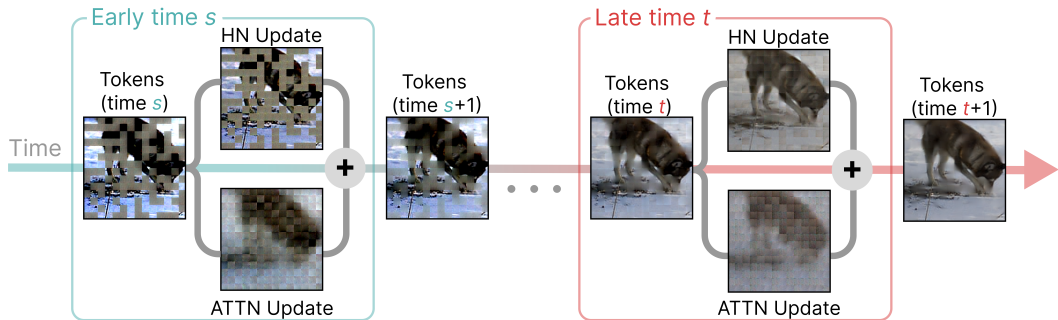 Early time s
HN Update
Tokens
(time s)
Tokens
(time s+1)
Time
+
ATTN Update
Late time t
HN Update
Tokens
(time t)
Tokens
(time t+1)
+
ATTN Update